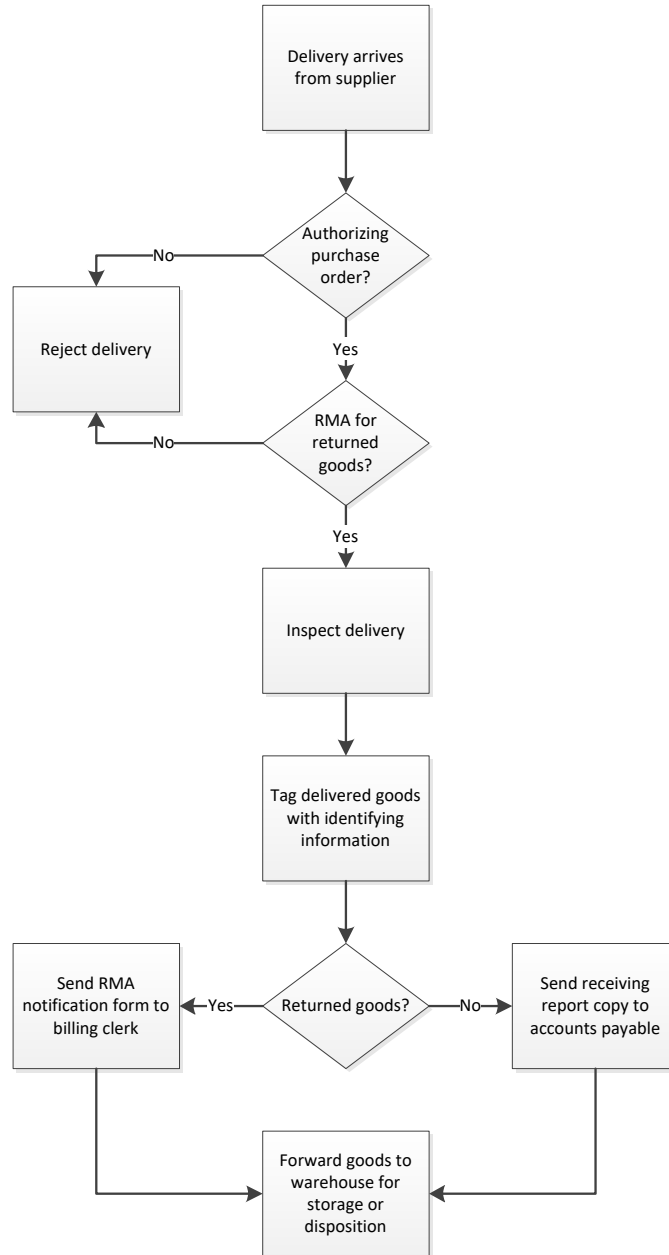 Delivery arrives
from supplier
Authorizing
purchase
order?
No
Reject delivery
Yes
RMA for
returned
goods?
No
Yes
Inspect delivery
Tag delivered goods
with identifying
information
Send RMA
notification form to
billing clerk
Yes
Returned goods?
No
Send receiving
report copy to
accounts payable
Forward goods to
warehouse for
storage or
disposition